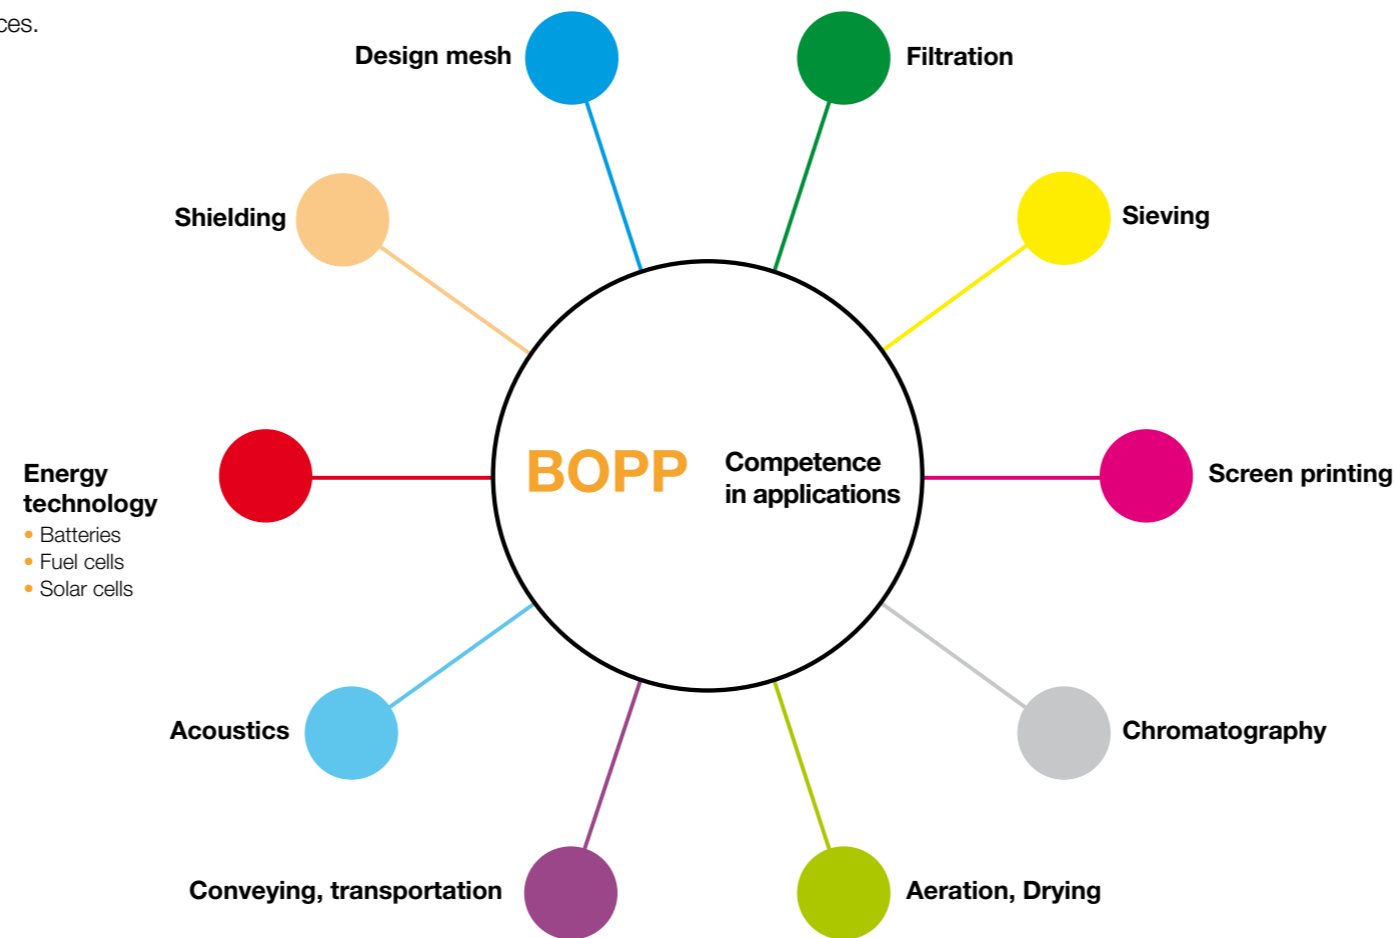 ces.
Design mesh
Filtration
Shielding
Sieving
Energy
technology
• Batteries
• Fuel cells
• Solar cells
BOPP
Competence
in applications
Screen printing
Acoustics
Chromatography
Conveying, transportation
Aeration, Drying